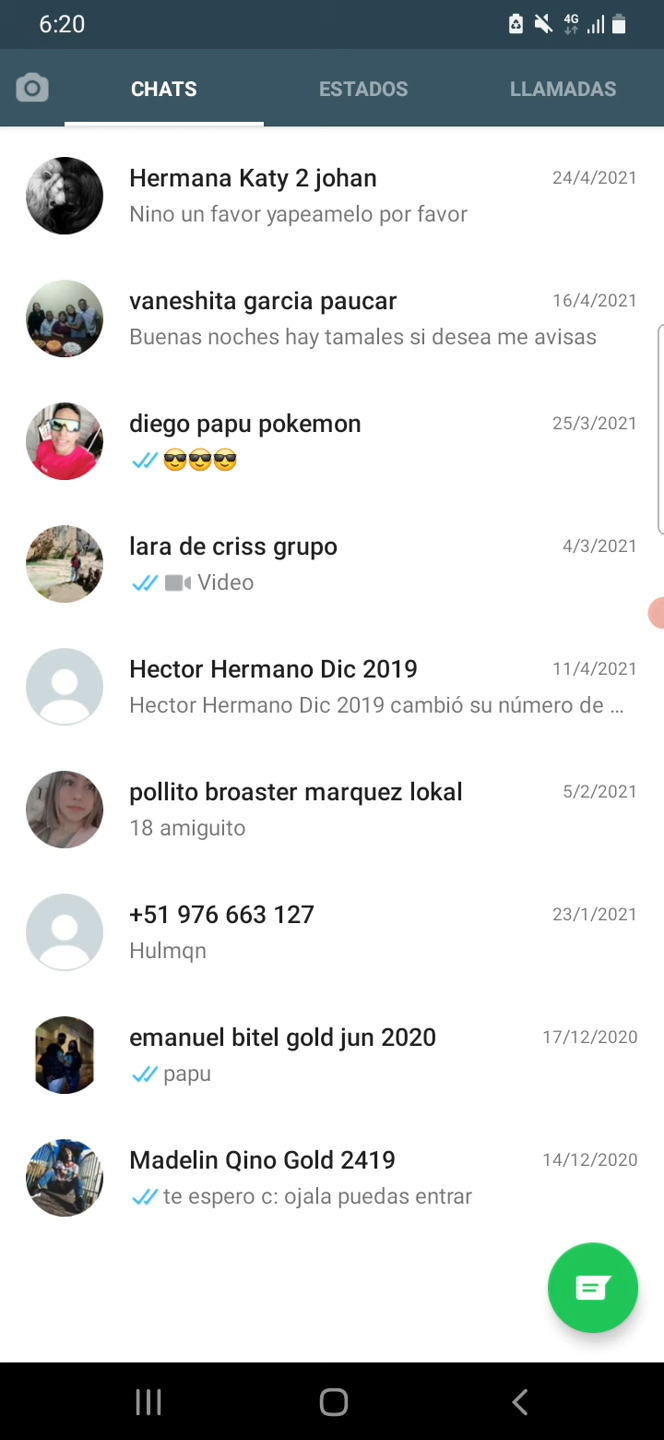 6:20
4G
CHATS
ESTADOS
LLAMADAS
Hermana Katy 2 johan
24/4/2021
Nino un favor yapeamelo por favor
vaneshita garcia paucar
16/4/2021
Buenas noches hay tamales si desea me avisas
diego papu pokemon
25/3/2021
😎😎😎
lara de criss grupo
4/3/2021
Video
Hector Hermano Dic 2019
11/4/2021
Hector Hermano Dic 2019 cambió su número de ...
pollito broaster marquez lokal
5/2/2021
18 amiguito
+51 976 663 127
23/1/2021
Hulmqn
emanuel bitel gold jun 2020
17/12/2020
papu
Madelin Qino Gold 2419
14/12/2020
te espero c: ojala puedas entrar